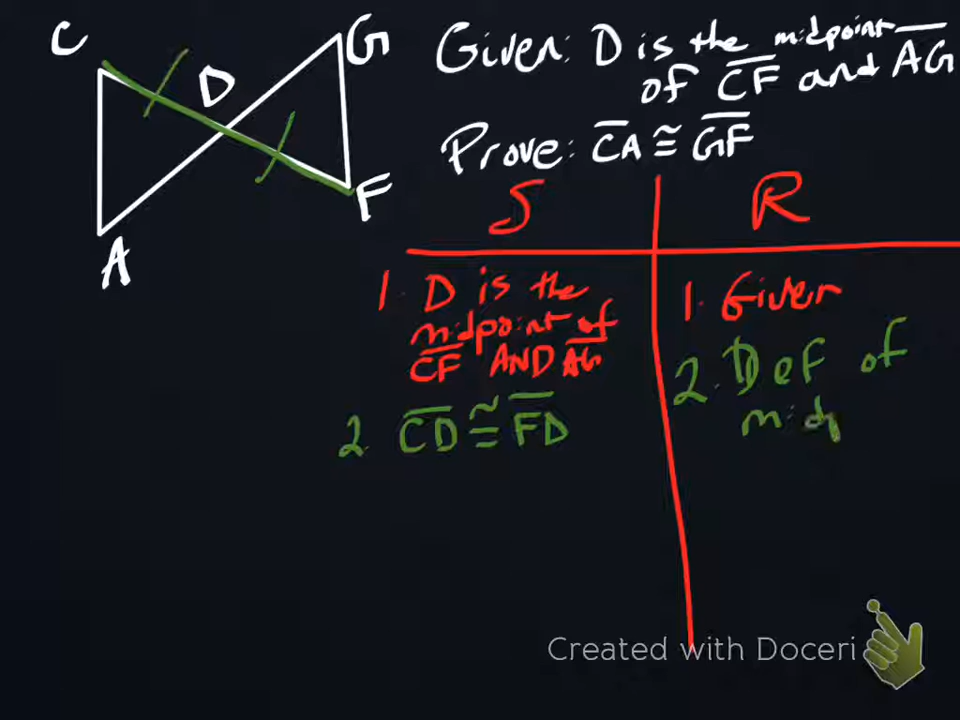 C
G
D
F
A
Given: D is the midpoint
of CF and AG
Prove: CA ≅ GF
S
R
1. D is the
midpoint of
CF AND AG
1. Given
2. CD ≅ FD
2. Def of
mid
Created with Doceri